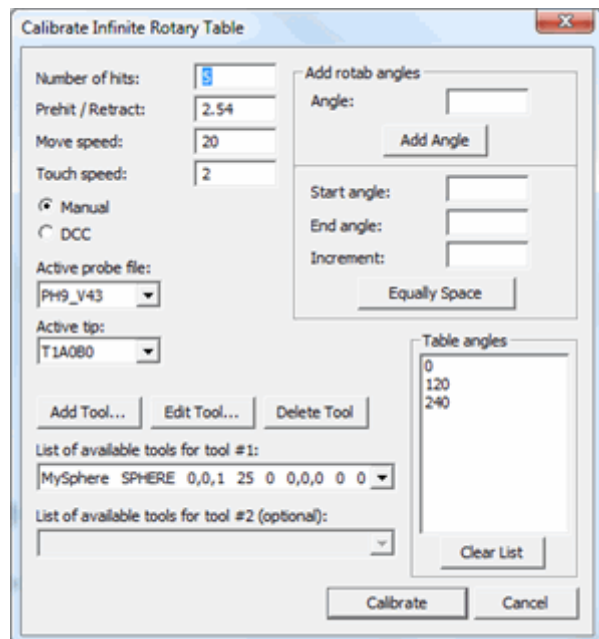 Calibrate Infinite Rotary Table
Number of hits: 5
Prehit / Retract: 2.54
Move speed: 20
Touch speed: 2
Manual
DCC
Active probe file:
PH9_V43
Active tip:
T1A0B0
Add rotab angles
Angle:
Add Angle
Start angle:
End angle:
Increment:
Equally Space
Table angles
0
120
240
Clear List
Add Tool... Edit Tool... Delete Tool
List of available tools for tool #1:
MySphere SPHERE 0,0,1 25 0 0,0,0 0 0
List of available tools for tool #2 (optional):
Calibrate Cancel